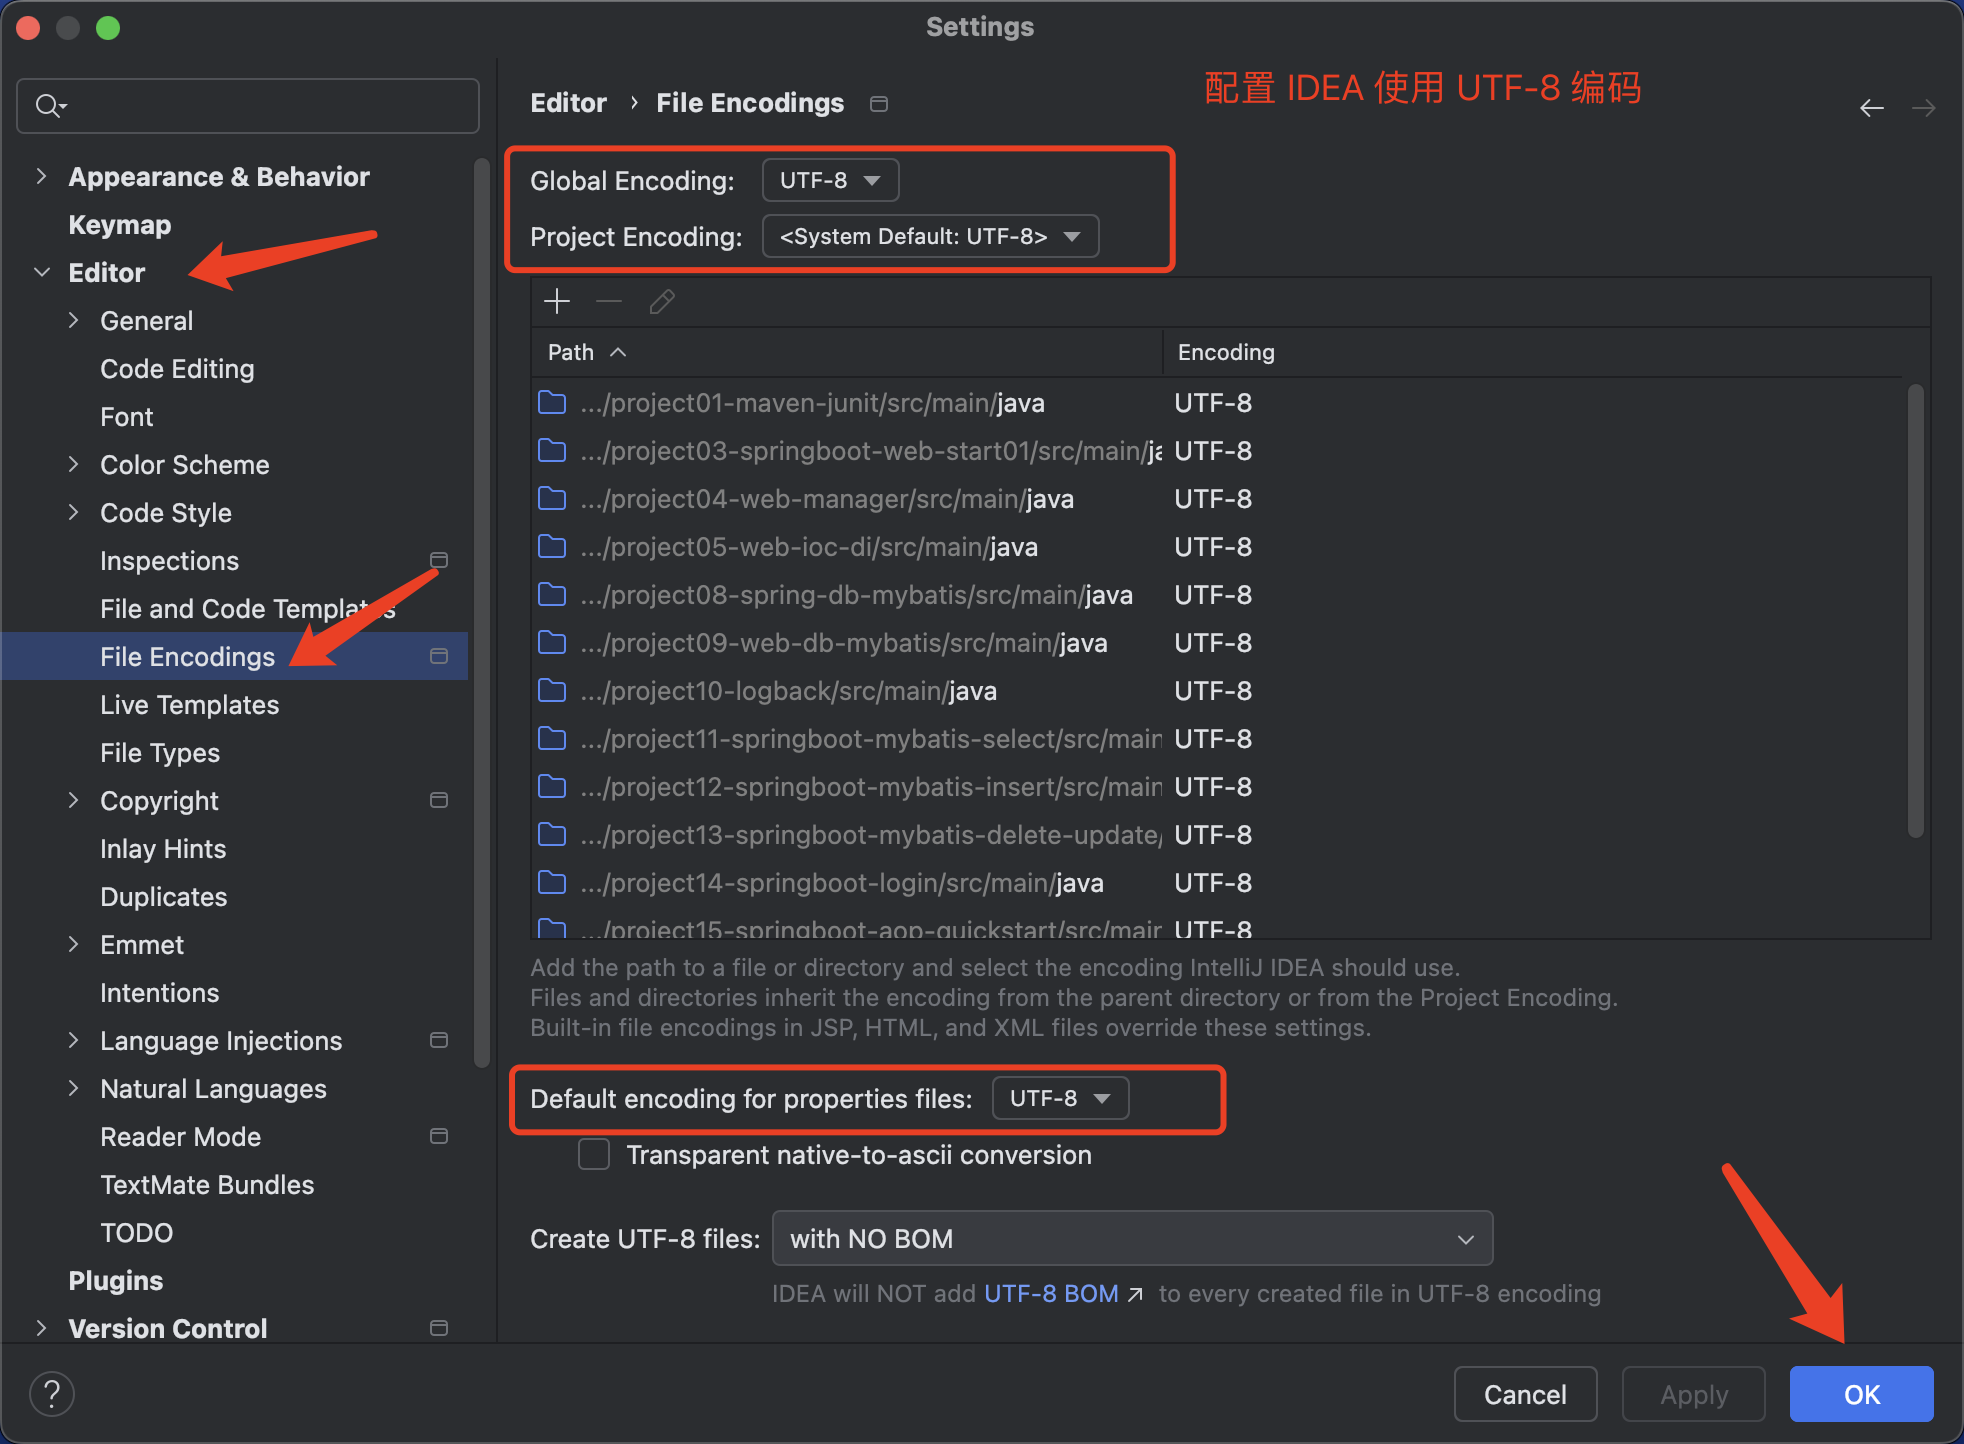 Settings
配置 IDEA 使用 UTF-8 编码
Appearance & Behavior
Keymap
Editor
General
Code Editing
Font
Color Scheme
Code Style
Inspections
File and Code Templates
File Encodings
Live Templates
File Types
Copyright
Inlay Hints
Duplicates
Emmet
Intentions
Language Injections
Natural Languages
Reader Mode
TextMate Bundles
TODO
Plugins
Version Control
Editor › File Encodings
Global Encoding: UTF-8
Project Encoding: <System Default: UTF-8>
Path Encoding
.../project01-maven-junit/src/main/java UTF-8
.../project03-springboot-web-start01/src/main/ja UTF-8
.../project04-web-manager/src/main/java UTF-8
.../project05-web-ioc-di/src/main/java UTF-8
.../project08-spring-db-mybatis/src/main/java UTF-8
.../project09-web-db-mybatis/src/main/java UTF-8
.../project10-logback/src/main/java UTF-8
.../project11-springboot-mybatis-select/src/main UTF-8
.../project12-springboot-mybatis-insert/src/main UTF-8
.../project13-springboot-mybatis-delete-update/ UTF-8
.../project14-springboot-login/src/main/java UTF-8
.../project15-springboot-aop-quickstart/src/main UTF-8
Add the path to a file or directory and select the encoding IntelliJ IDEA should use.
Files and directories inherit the encoding from the parent directory or from the Project Encoding.
Built-in file encodings in JSP, HTML, and XML files override these settings.
Default encoding for properties files: UTF-8
Transparent native-to-ascii conversion
Create UTF-8 files: with NO BOM
IDEA will NOT add UTF-8 BOM ↗ to every created file in UTF-8 encoding
?
Cancel
Apply
OK